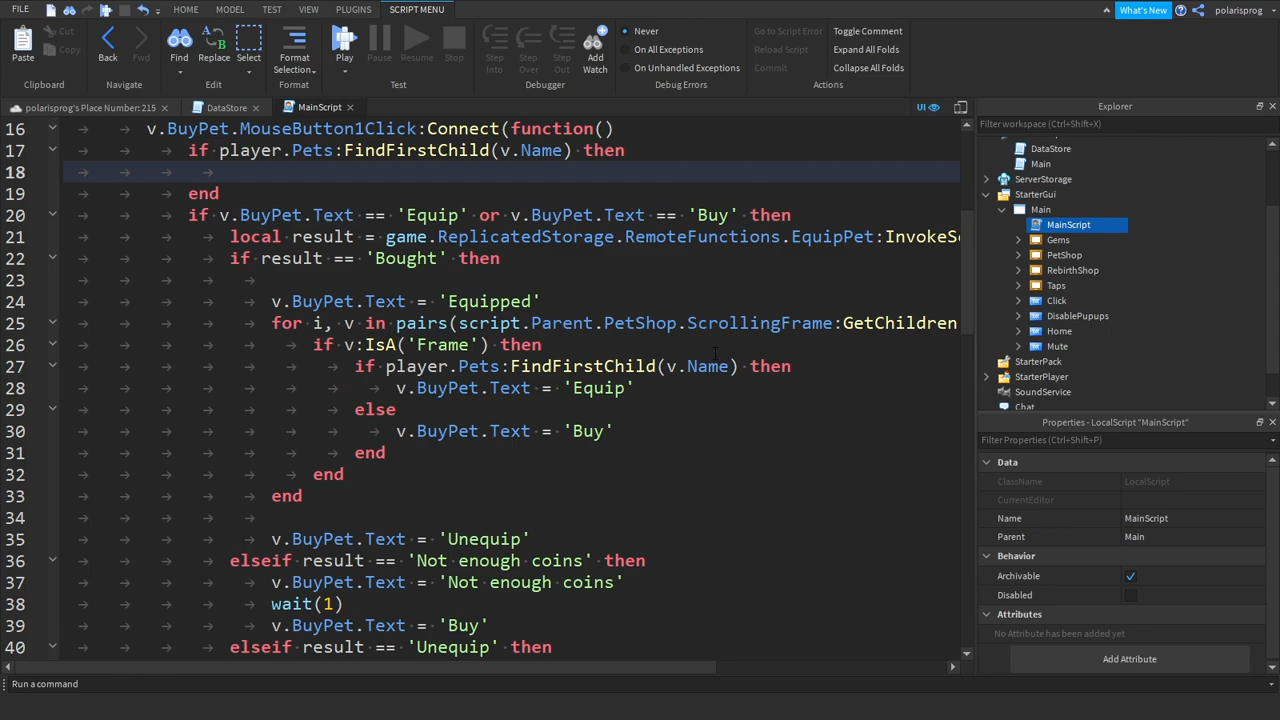 FILE HOME MODEL TEST VIEW PLUGINS SCRIPT MENU What's New polarisprog
Cut
Copy
Paste Back Fwd Find Replace Select Format Selection Play Pause Resume Stop Step Into Step Over Step Out Add Watch
Never
On All Exceptions
On Unhandled Exceptions
Go to Script Error
Reload Script
Commit
Toggle Comment
Expand All Folds
Collapse All Folds
Clipboard Navigate Edit Format Test Debugger Debug Errors Actions
polarisprog's Place Number: 215 DataStore MainScript UI
16 v.BuyPet.MouseButton1Click:Connect(function()
17 if player.Pets:FindFirstChild(v.Name) then
18
19 end
20 if v.BuyPet.Text == 'Equip' or v.BuyPet.Text == 'Buy' then
21 local result = game.ReplicatedStorage.RemoteFunctions.EquipPet:InvokeSe
22 if result == 'Bought' then
23
24 v.BuyPet.Text = 'Equipped'
25 for i, v in pairs(script.Parent.PetShop.ScrollingFrame:GetChildren
26 if v:IsA('Frame') then
27 if player.Pets:FindFirstChild(v.Name) then
28 v.BuyPet.Text = 'Equip'
29 else
30 v.BuyPet.Text = 'Buy'
31 end
32 end
33 end
34
35 v.BuyPet.Text = 'Unequip'
36 elseif result == 'Not enough coins' then
37 v.BuyPet.Text = 'Not enough coins'
38 wait(1)
39 v.BuyPet.Text = 'Buy'
40 elseif result == 'Unequip' then
Run a command
Explorer
Filter workspace (Ctrl+Shift+X)
DataStore
Main
ServerStorage
StarterGui
Main
MainScript
Gems
PetShop
RebirthShop
Taps
Click
DisablePupups
Home
Mute
StarterPack
StarterPlayer
SoundService
Chat
Properties - LocalScript "MainScript"
Filter Properties (Ctrl+Shift+P)
Data
ClassName LocalScript
CurrentEditor
Name MainScript
Parent Main
Behavior
Archivable
Disabled
Attributes
No Attribute has been added yet
Add Attribute